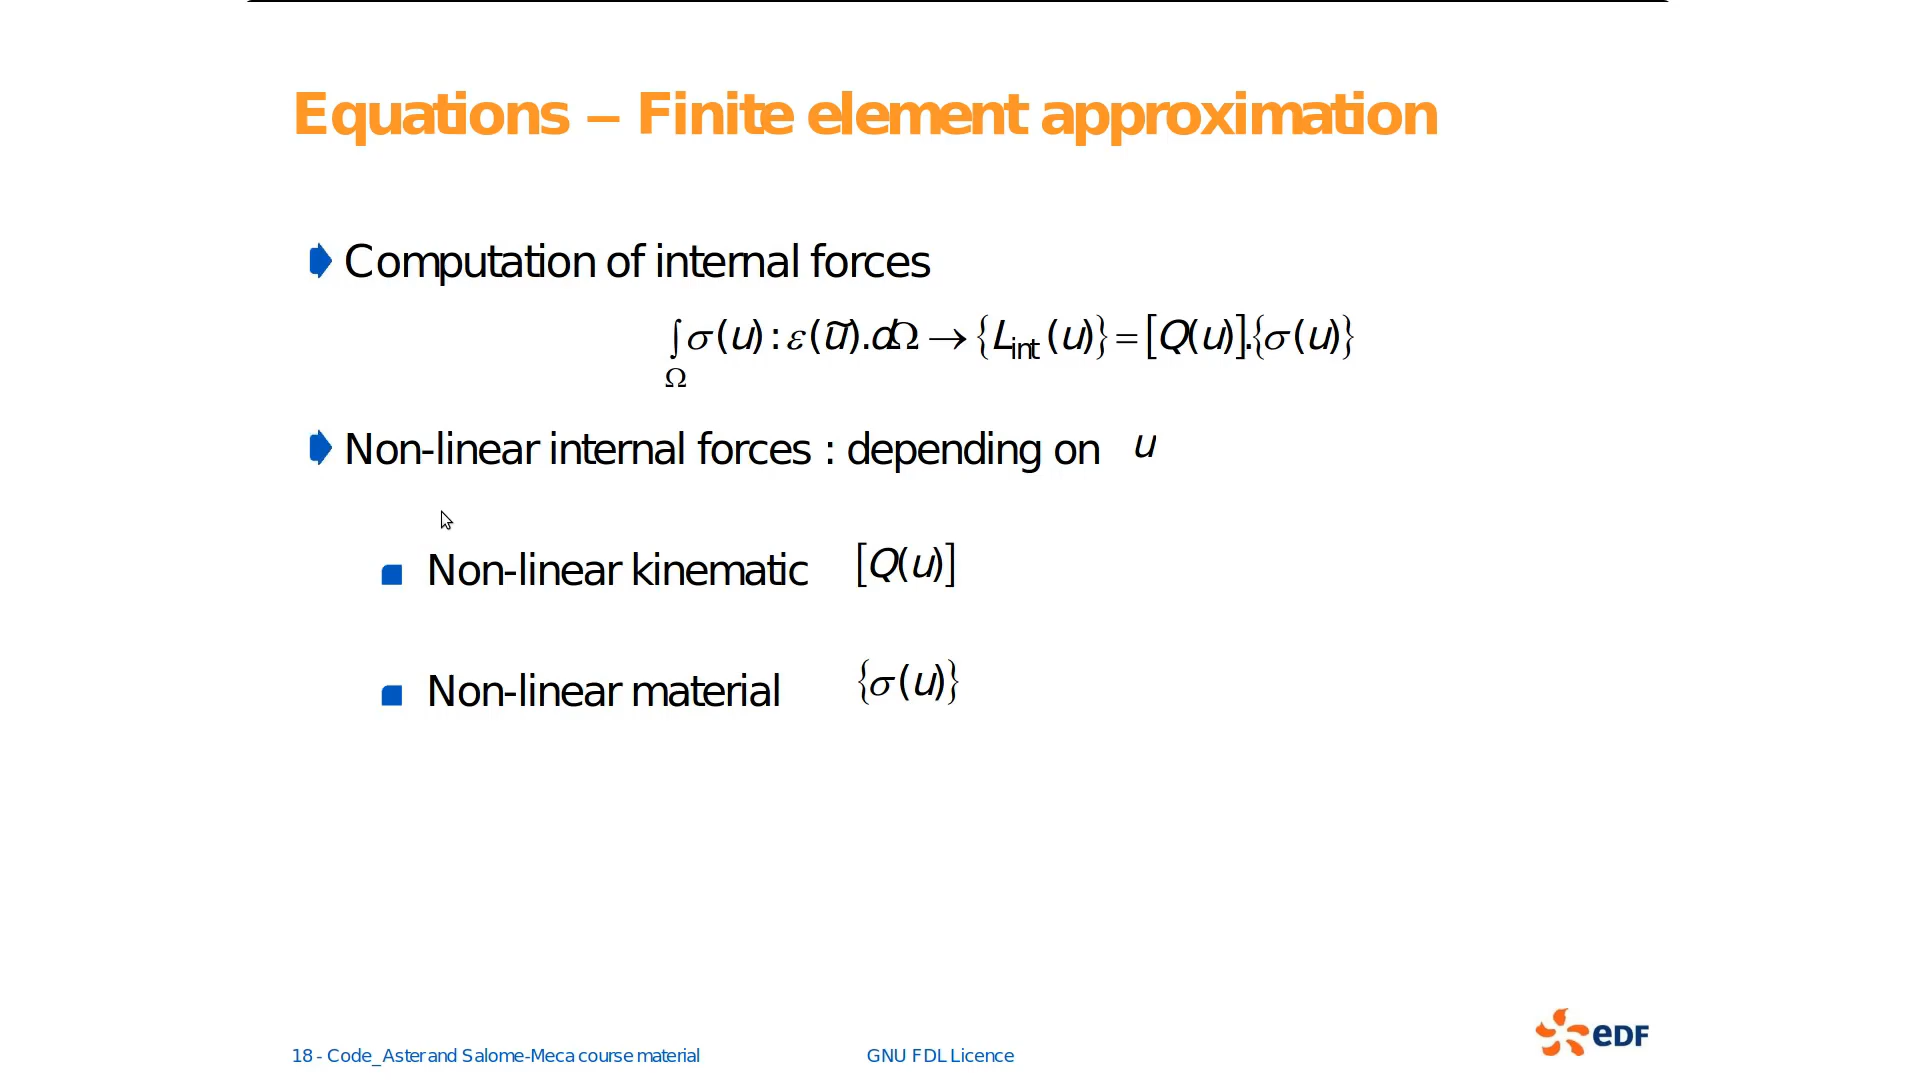 Equations – Finite element approximation
Computation of internal forces
∫σ(u):ε(ũ).dΩ→{Lint(u)}=[Q(u)].{σ(u)}
Ω
Non-linear internal forces : depending on u
Non-linear kinematic [Q(u)]
Non-linear material {σ(u)}
18 - Code_Aster and Salome-Meca course material GNU FDL Licence
eDF